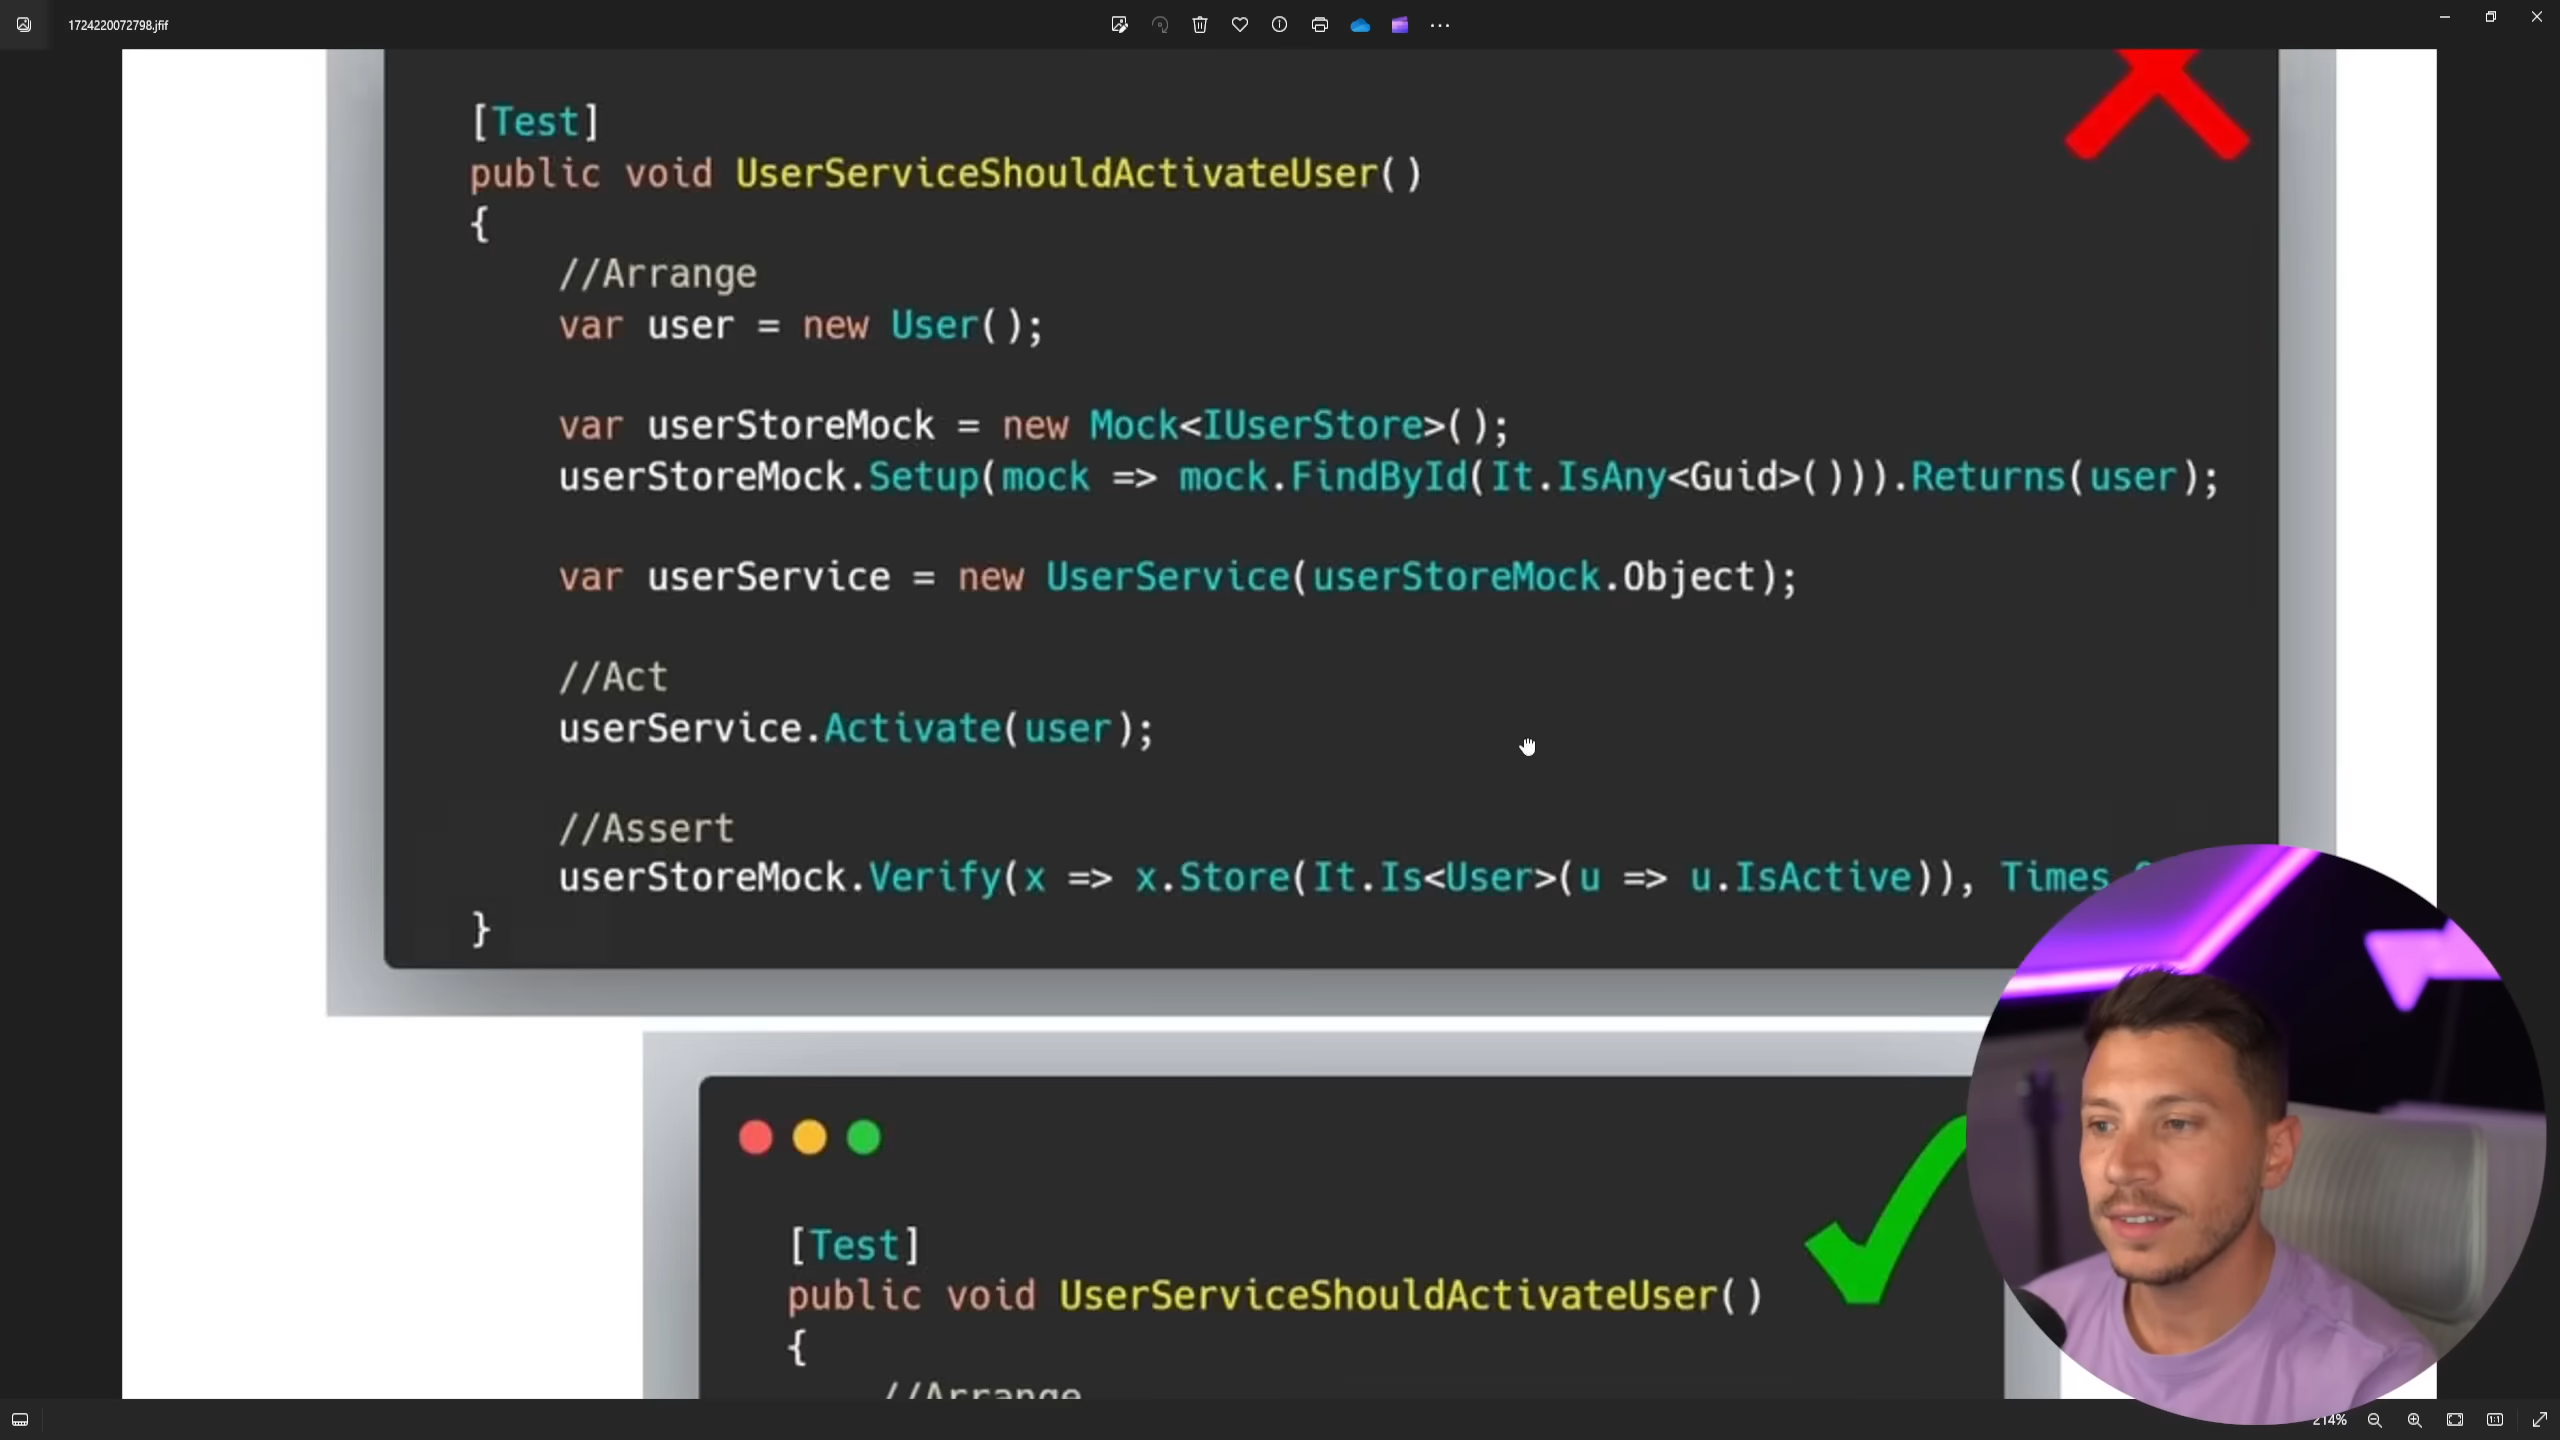 1724220072798.jfif
[Test]
public void UserServiceShouldActivateUser()
{
//Arrange
var user = new User();
var userStoreMock = new Mock<IUserStore>();
userStoreMock.Setup(mock => mock.FindById(It.IsAny<Guid>())).Returns(user);
var userService = new UserService(userStoreMock.Object);
//Act
userService.Activate(user);
//Assert
userStoreMock.Verify(x => x.Store(It.Is<User>(u => u.IsActive)), Times
}
[Test]
public void UserServiceShouldActivateUser()
{
//Arrange
214%